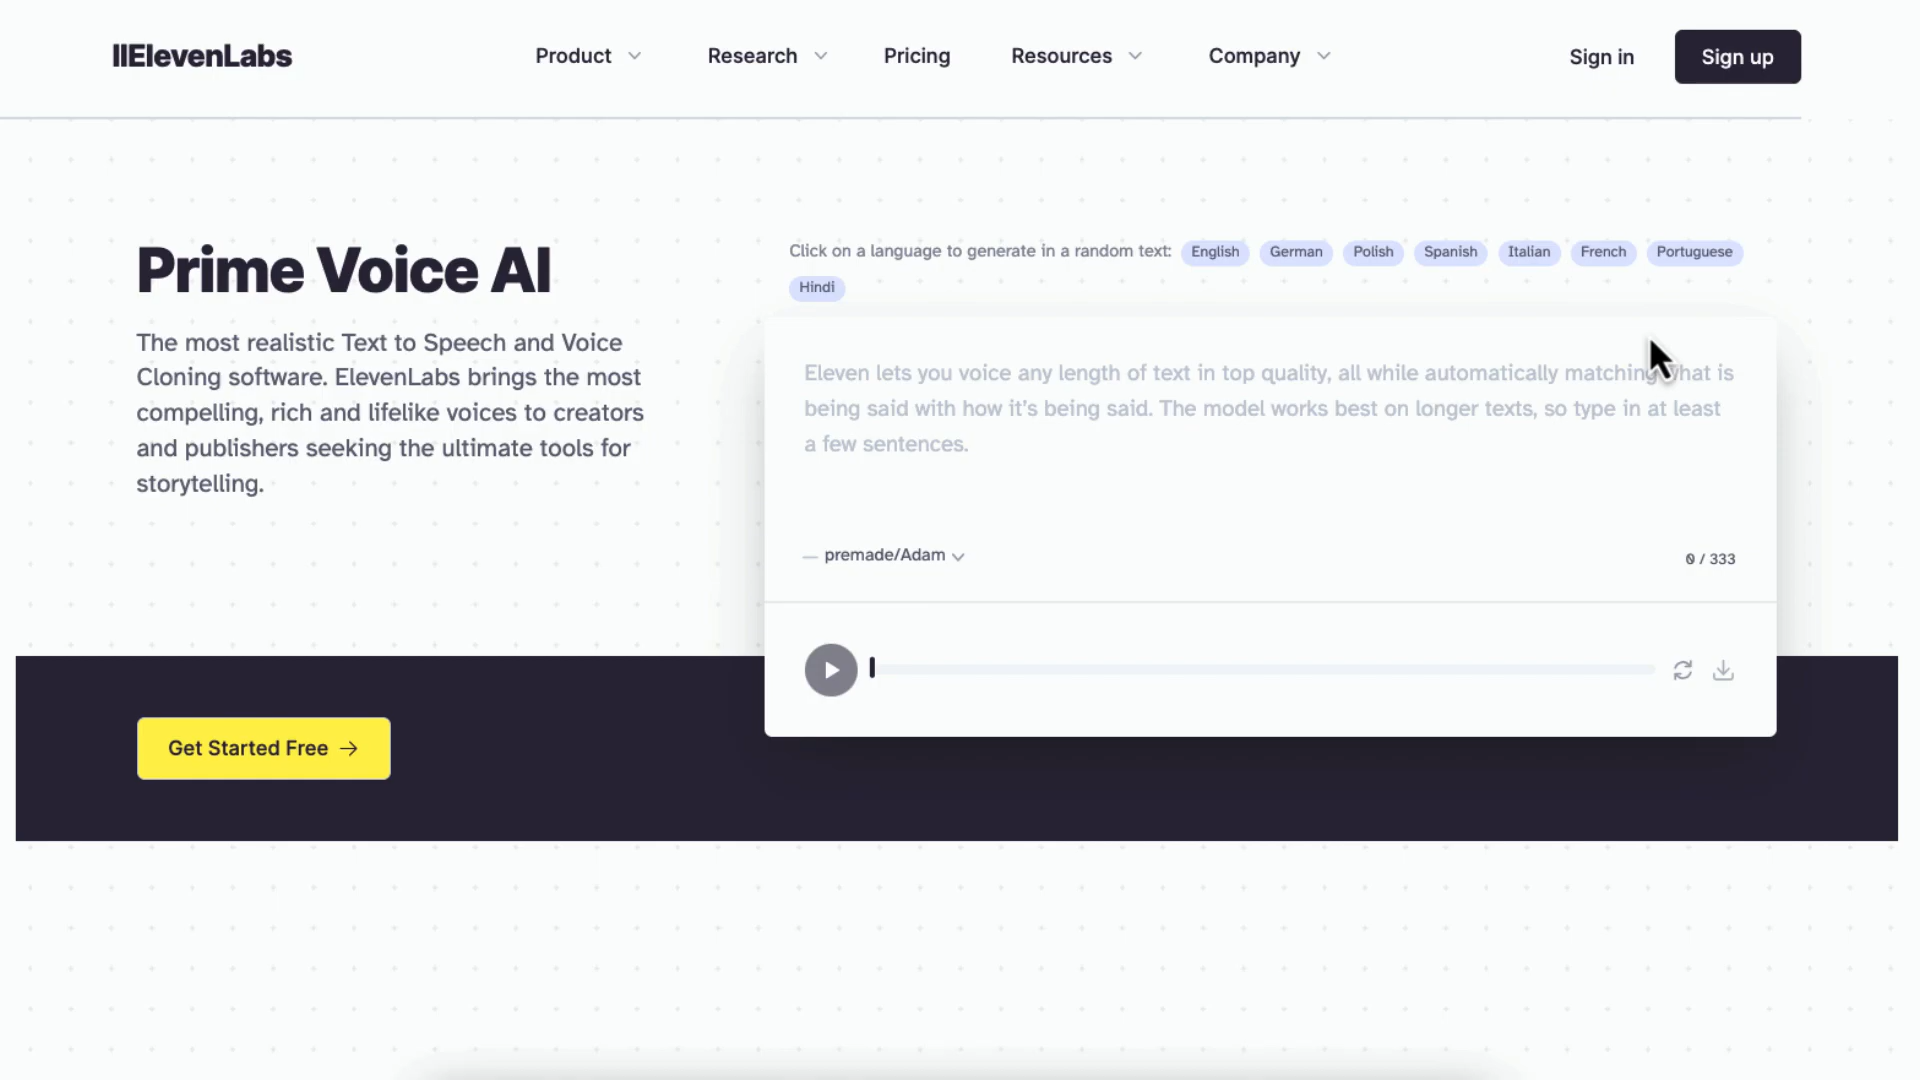 IIElevenLabs
Product
Research
Pricing
Resources
Company
Sign in
Sign up
Prime Voice AI
The most realistic Text to Speech and Voice
Cloning software. ElevenLabs brings the most
compelling, rich and lifelike voices to creators
and publishers seeking the ultimate tools for
storytelling.
Get Started Free →
Click on a language to generate in a random text: English German Polish Spanish Italian French Portuguese
Hindi
Eleven lets you voice any length of text in top quality, all while automatically matching what is
being said with how it’s being said. The model works best on longer texts, so type in at least
a few sentences.
— premade/Adam
0 / 333